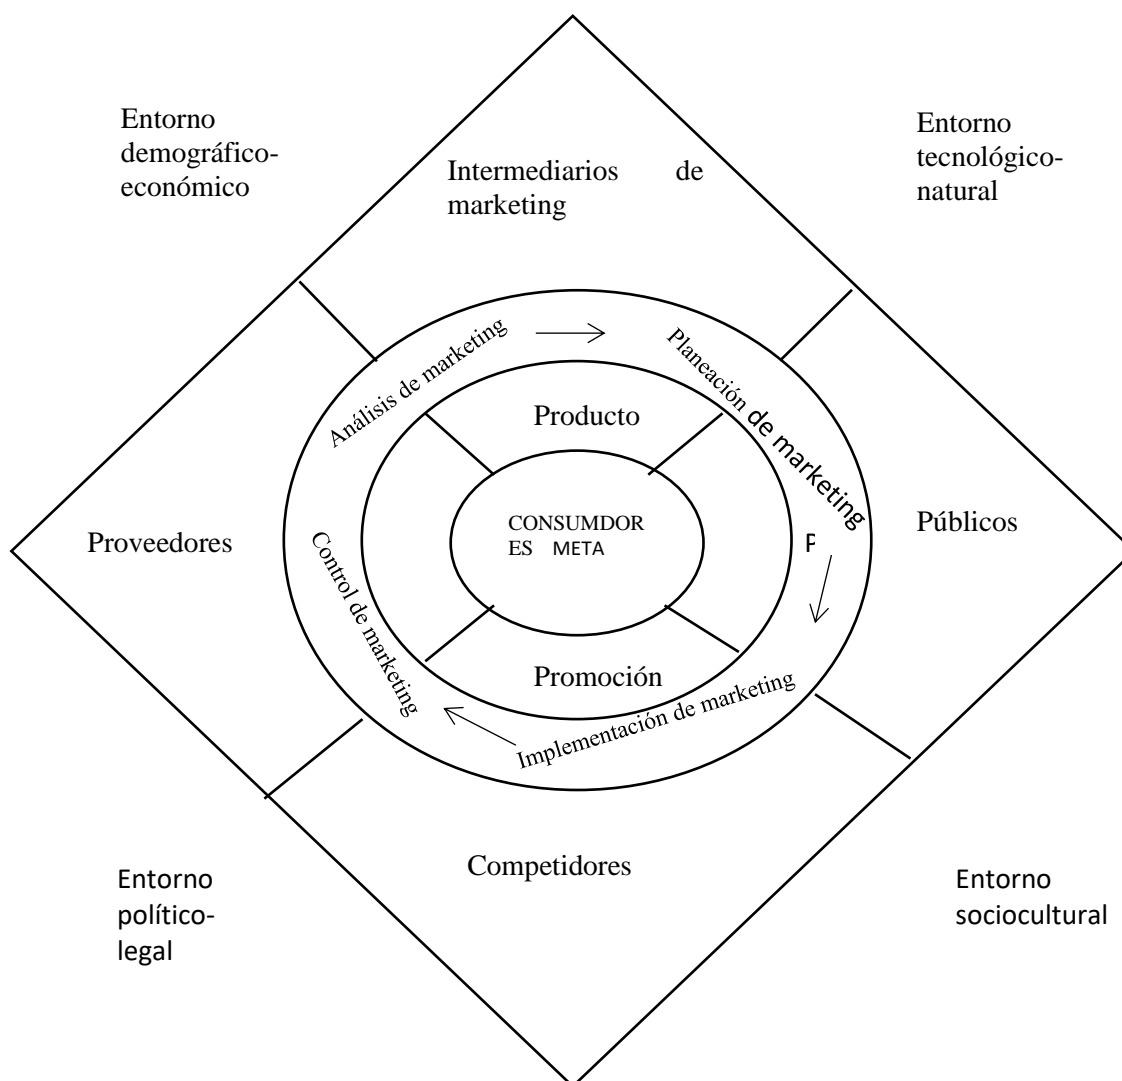 Entorno
demográfico-
económico
Intermediarios de
marketing
Entorno
tecnológico-
natural
Análisis de marketing
Planeación de marketing
Producto
Proveedores
CONSUMDOR
ES META
P
Públicos
Control de marketing
Promoción
Implementación de marketing
Competidores
Entorno
político-
legal
Entorno
sociocultural